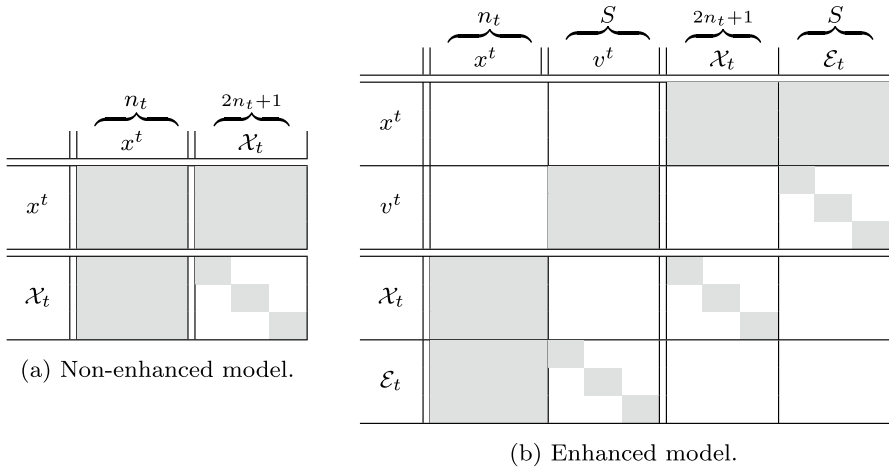 n_t 2n_t+1
x^t 𝒳_t
x^t
𝒳_t
(a) Non-enhanced model.
n_t S 2n_t+1 S
x^t v^t 𝒳_t ℰ_t
x^t
v^t
𝒳_t
ℰ_t
(b) Enhanced model.